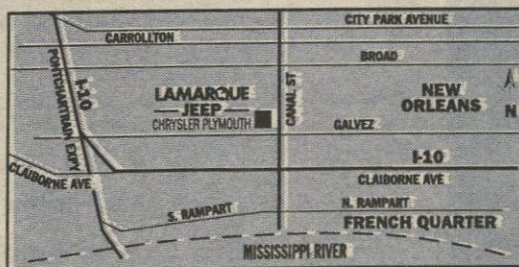 CITY PARK AVENUE
CARROLLTON
BROAD
I-10
PONTCHARTRAIN EXPY
LAMARQUE
JEEP
CHRYSLER PLYMOUTH
CANAL ST
NEW
ORLEANS
N
GALVEZ
I-10
CLAIBORNE AVE
CLAIBORNE AVE
S. RAMPART
N. RAMPART
FRENCH QUARTER
MISSISSIPPI RIVER